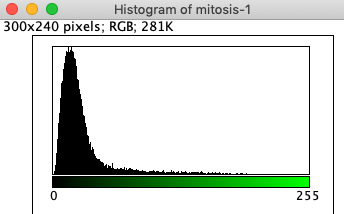 Histogram of mitosis-1
300x240 pixels; RGB; 281K
0 255